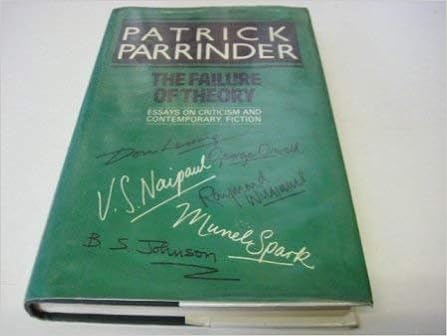 PATRICK
PARRINDER
THE FAILURE
OF THEORY
ESSAYS ON CRITICISM AND
CONTEMPORARY FICTION
Doris Lessing
George Orwell
V.S. Naipaul
Raymond
Williams
Muriel Spark
B. S. Johnson